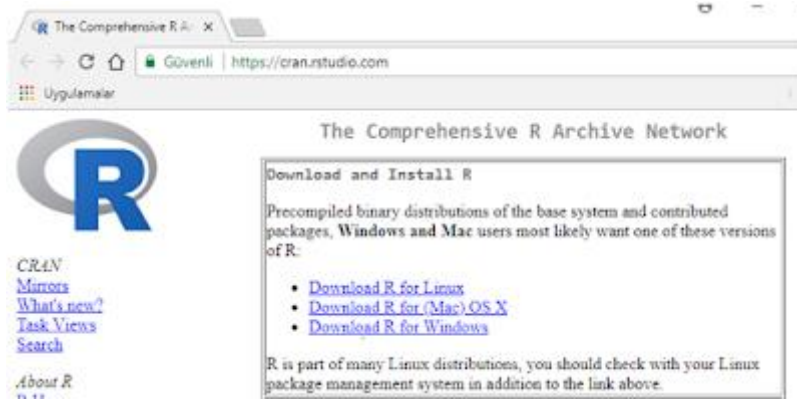 The Comprehensive R A
Güvenli | https://cran.rstudio.com
Uygulamalar
The Comprehensive R Archive Network
R
Download and Install R
Precompiled binary distributions of the base system and contributed
packages, Windows and Mac users most likely want one of these versions
of R:
Download R for Linux
Download R for (Mac) OS X
Download R for Windows
R is part of many Linux distributions, you should check with your Linux
package management system in addition to the link above.
CRAN
Mirrors
What's new?
Task Views
Search
About R